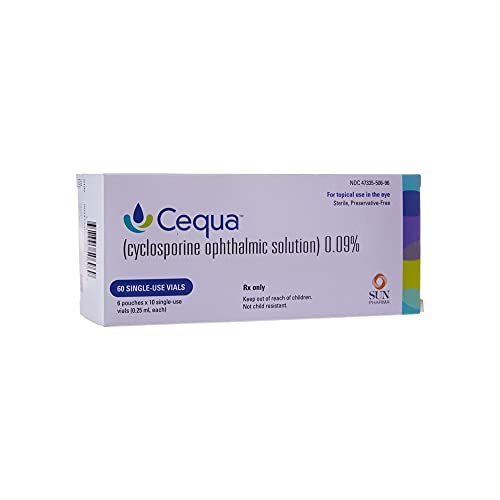 NDC 47335-506-96
For topical use in the eye
Sterile, Preservative-Free
Cequa™
(cyclosporine ophthalmic solution) 0.09%
60 SINGLE-USE VIALS
6 pouches x 10 single-use
vials (0.25 mL each)
Rx only
Keep out of reach of children.
Not child resistant.
SUN
PHARMA